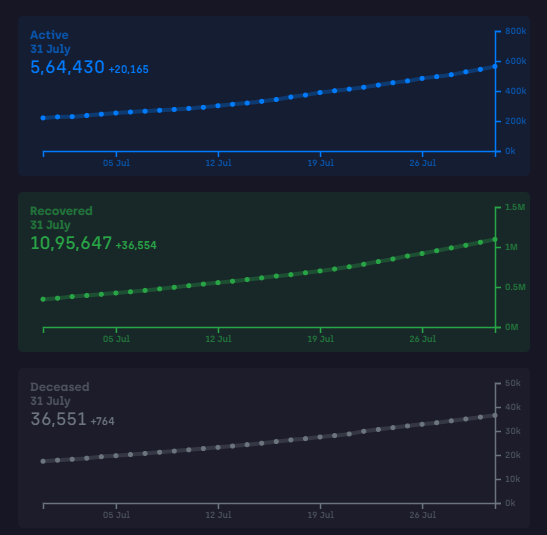 Active
31 July
5,64,430 +20,165
800k
600k
400k
200k
0k
05 Jul 12 Jul 19 Jul 26 Jul
Recovered
31 July
10,95,647 +36,554
1.5M
1M
0.5M
0M
05 Jul 12 Jul 19 Jul 26 Jul
Deceased
31 July
36,551 +764
50k
40k
30k
20k
10k
0k
05 Jul 12 Jul 19 Jul 26 Jul